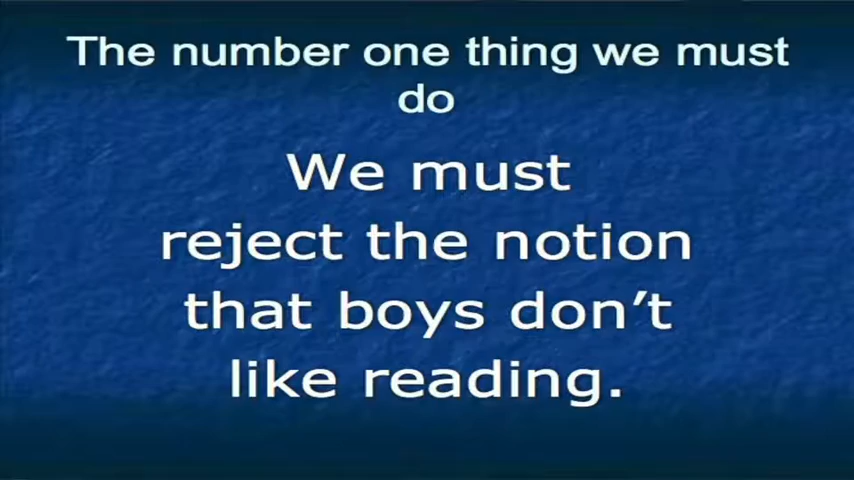 The number one thing we must
do
We must
reject the notion
that boys don’t
like reading.